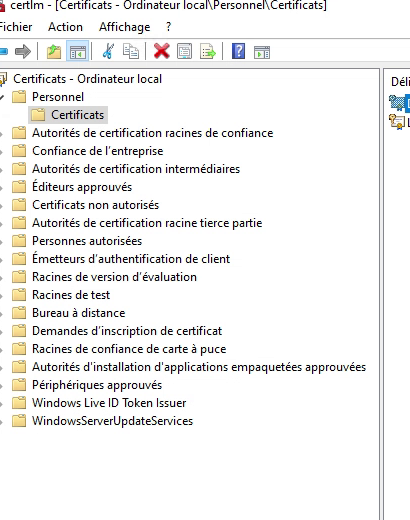 certlm - [Certificats - Ordinateur local\Personnel\Certificats]
Fichier Action Affichage ?
Certificats - Ordinateur local
Personnel
Certificats
Autorités de certification racines de confiance
Confiance de l'entreprise
Autorités de certification intermédiaires
Éditeurs approuvés
Certificats non autorisés
Autorités de certification racine tierce partie
Personnes autorisées
Émetteurs d'authentification de client
Racines de version d'évaluation
Racines de test
Bureau à distance
Demandes d'inscription de certificat
Racines de confiance de carte à puce
Autorités d'installation d'applications empaquetées approuvées
Périphériques approuvés
Windows Live ID Token Issuer
WindowsServerUpdateServices
Déli